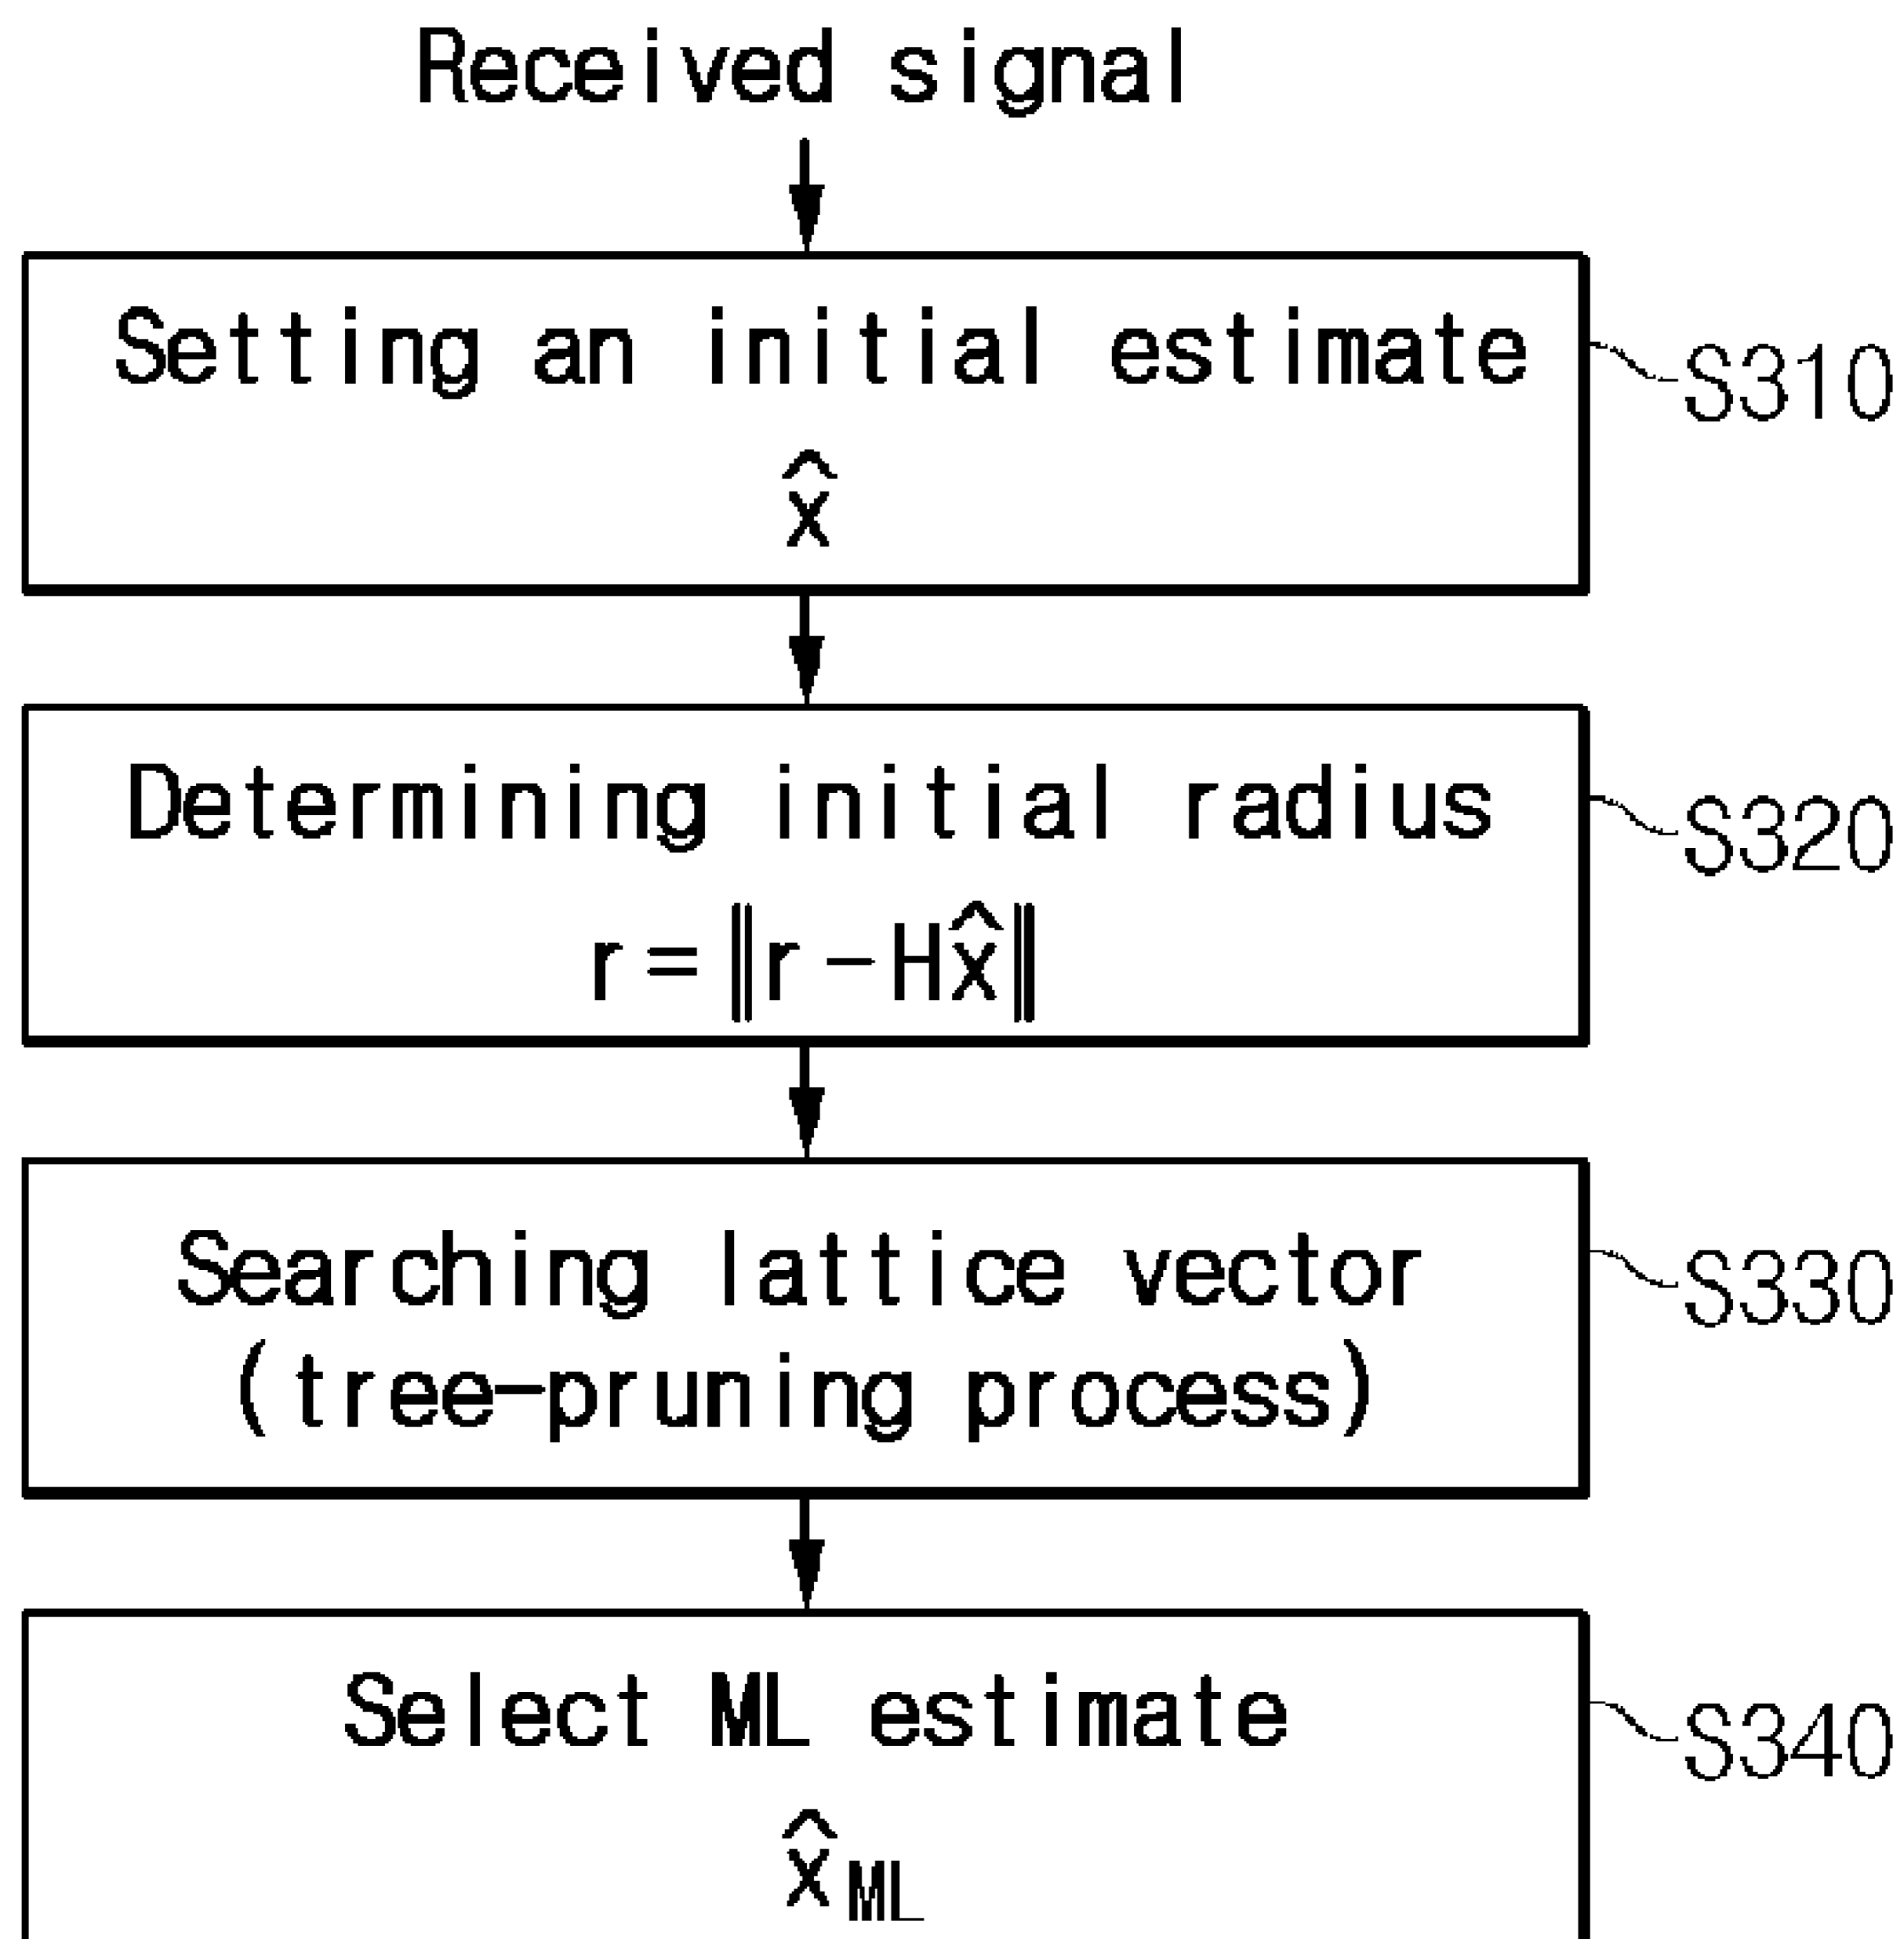 Received signal
Setting an initial estimate
x̂
S310
Determining initial radius
r=‖r-Hx̂‖
S320
Searching lattice vector
(tree-pruning process)
S330
Select ML estimate
x̂ML
S340